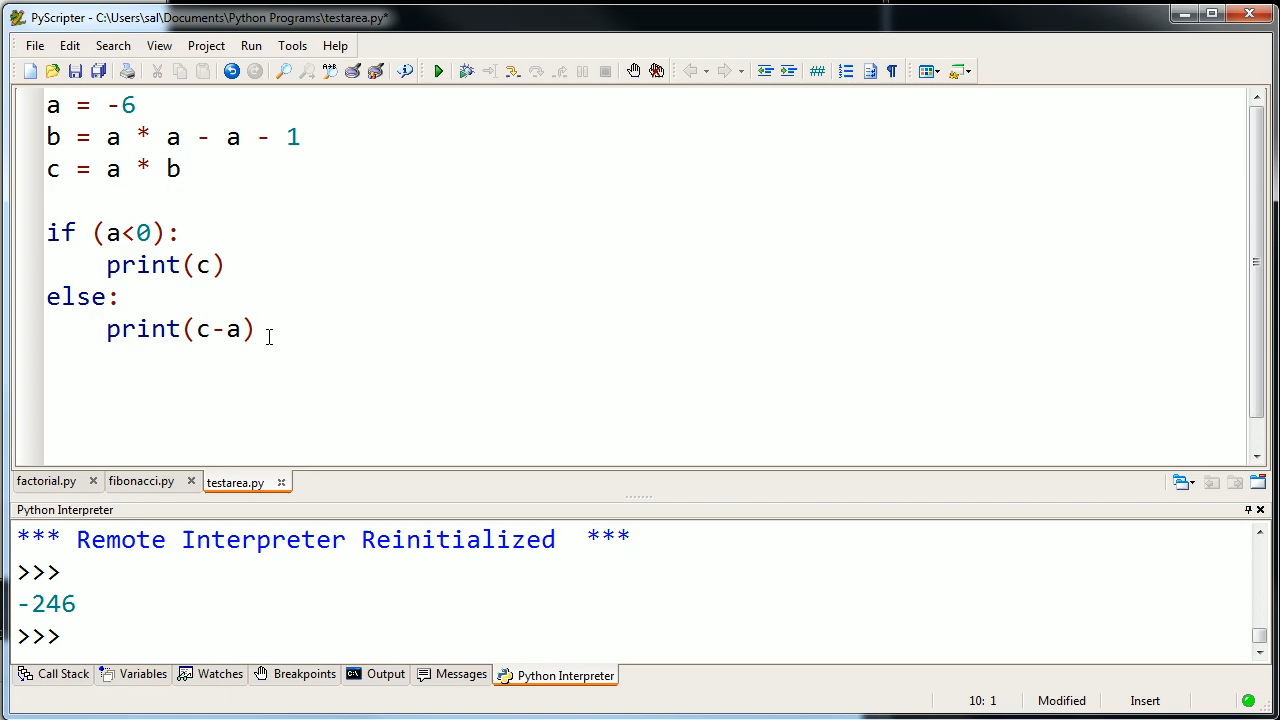 PyScripter - C:\Users\sal\Documents\Python Programs\testarea.py*
File Edit Search View Project Run Tools Help
a = -6
b = a * a - a - 1
c = a * b
if (a<0):
    print(c)
else:
    print(c-a)
factorial.py fibonacci.py testarea.py
Python Interpreter
*** Remote Interpreter Reinitialized  ***
>>>
-246
>>>
Call Stack Variables Watches Breakpoints Output Messages Python Interpreter
10: 1 Modified Insert